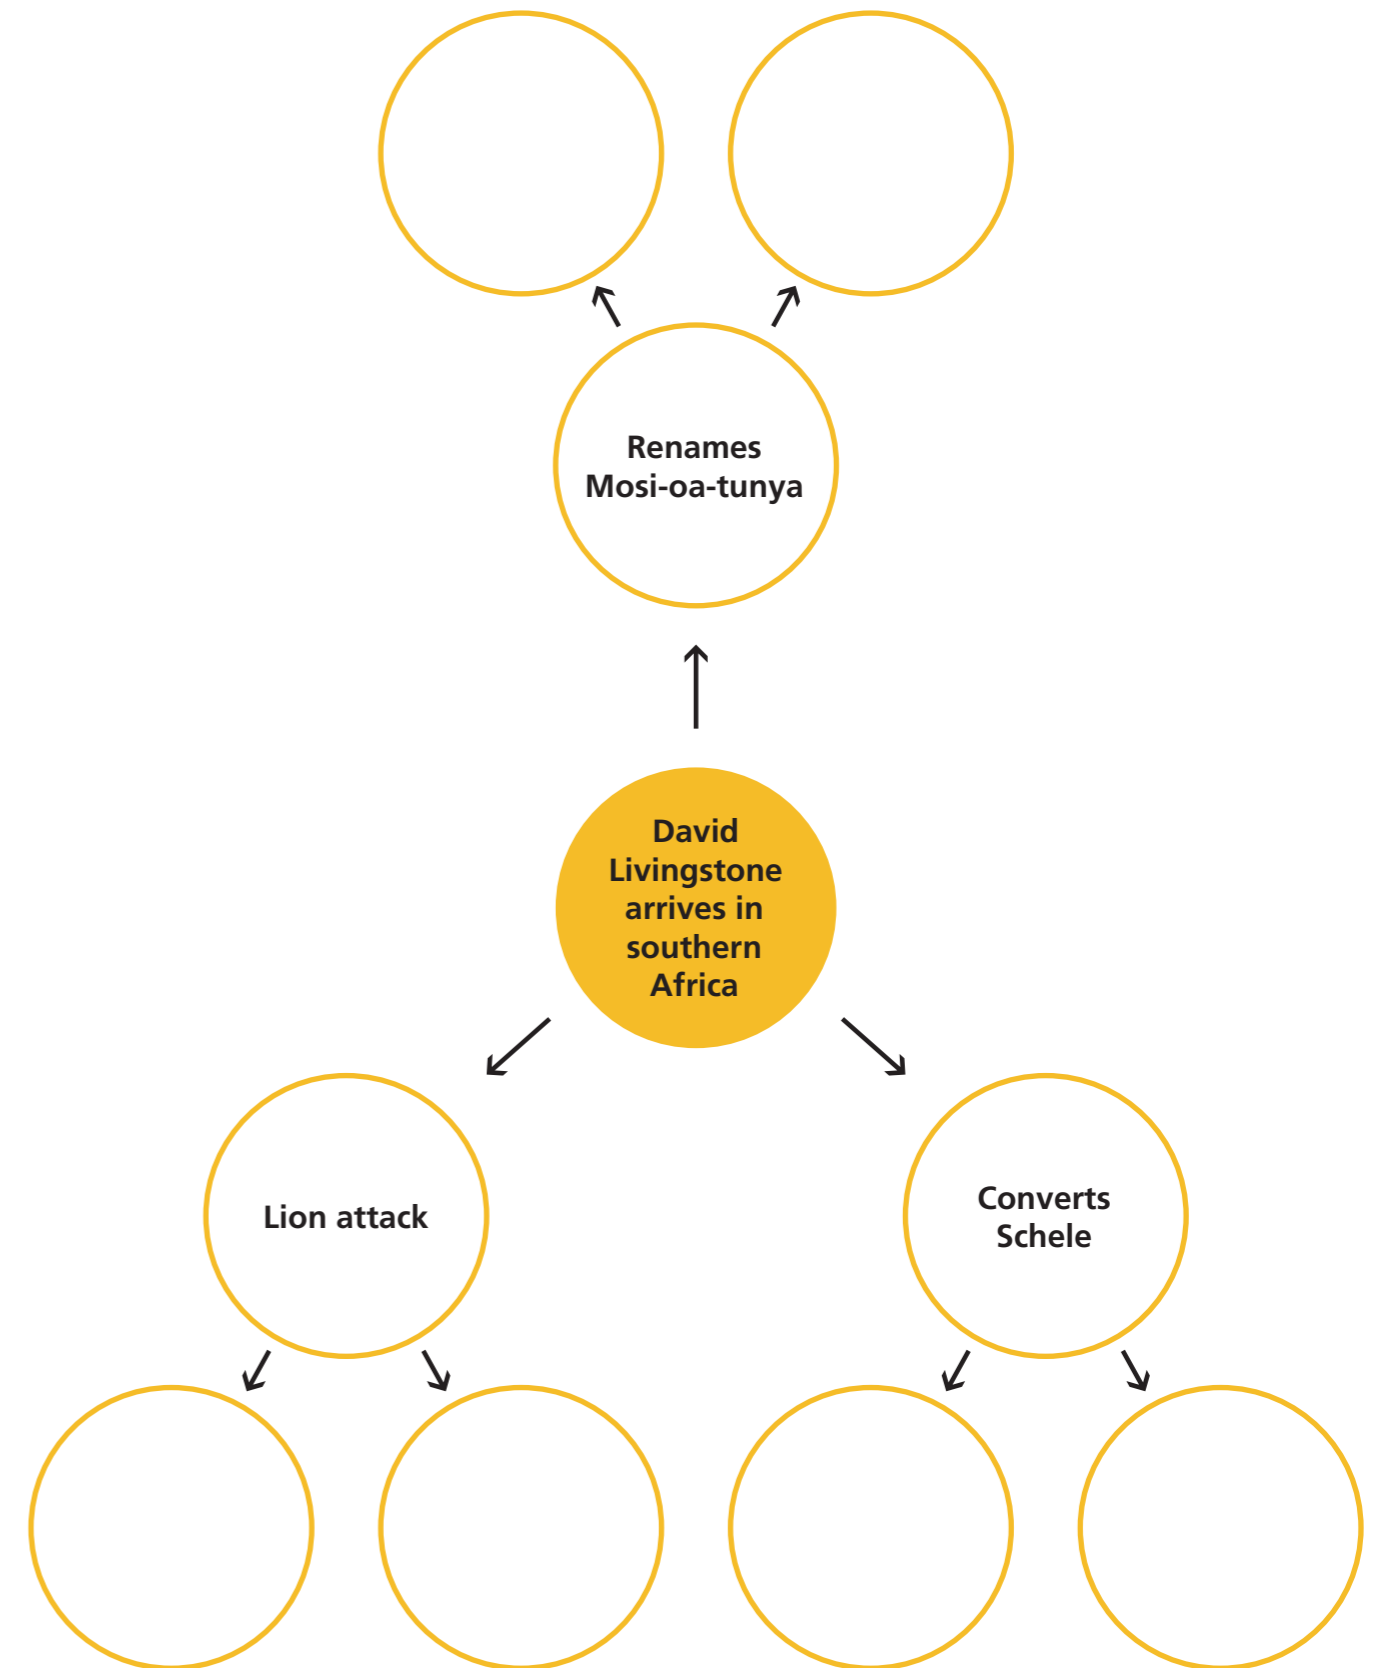 Renames
Mosi-oa-tunya
David
Livingstone
arrives in
southern
Africa
Lion attack
Converts
Schele